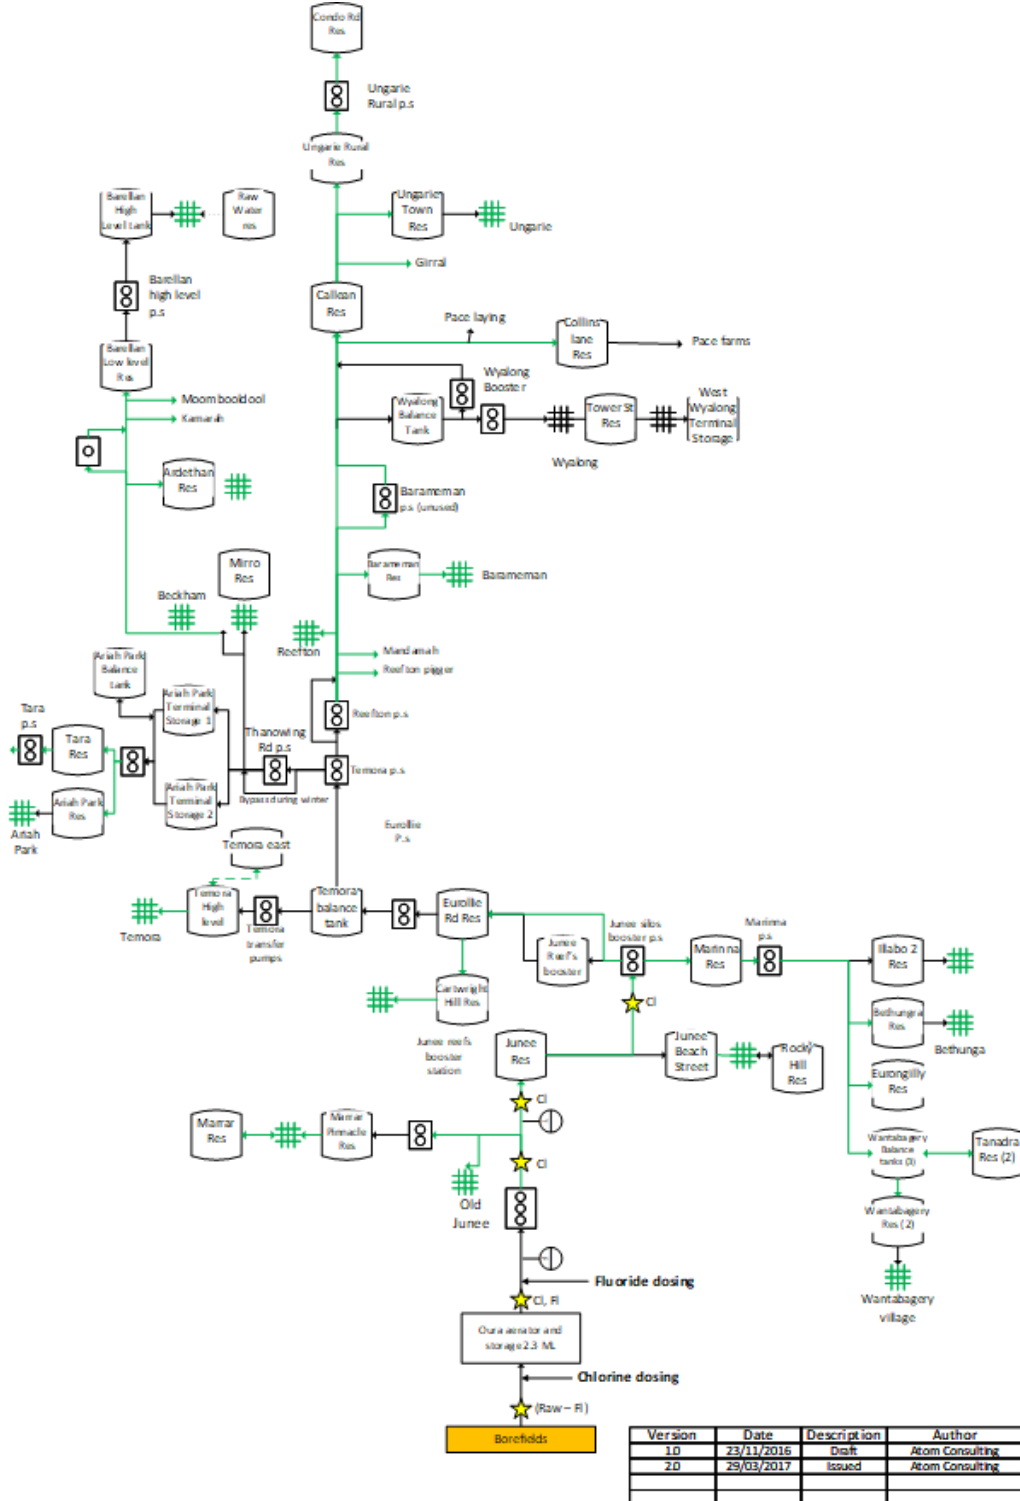 Condo Rd
Res
Ungarie
Rural p.s
Ungarie Rural
Res
Barellan
High
Level tank
Raw
Water
res
Ungarie
Town
Res
Ungarie
Girral
Barellan
high level
p.s
Callean
Res
Pace laying
Collins
lane
Res
Pace farms
Barellan
Low level
Res
Wyalong
Booster
Moombooldool
Kamarah
Wyalong
Balance
Tank
Tower St
Res
West
Wyalong
Terminal
Storage
Wyalong
Ardethan
Res
Barameman
p.s (unused)
Mirro
Res
Barameman
Res
Barameman
Beckham
Reefton
Mandamah
Reefton pigger
Ariah Park
Balance
tank
Ariah Park
Terminal
Storage 1
Tara
p.s
Tara
Res
Thanowing
Rd p.s
Reefton p.s
Temora p.s
Ariah Park
Terminal
Storage 2
Bypass during winter
Ariah Park
Res
Ariah
Park
Eurollie
P.s
Temora east
Temora
High
level
Temora
Temora
transfer
pumps
Temora
balance
tank
Eurollie
Rd Res
Junee
Reef's
booster
Junee silos
booster p.s
Marinna
Res
Marinna
p.s
Illabo 2
Res
Cartwright
Hill Res
Cl
Bethungra
Res
Bethunga
Junee reefs
booster
station
Junee
Res
Junee
Beach
Street
Rocky
Hill
Res
Eurongilly
Res
Cl
Marrar
Res
Marrar
Pinnacle
Res
Cl
Wantabagery
Balance
tanks (3)
Tanadra
Res (2)
Old
Junee
Wantabagery
Res (2)
Wantabagery
village
Fluoride dosing
Cl, Fl
Oura aerator and
storage 2.3 ML
Chlorine dosing
(Raw – Fl)
Borefields
Version Date Description Author
1.0 23/11/2016 Draft Atom Consulting
2.0 29/03/2017 Issued Atom Consulting